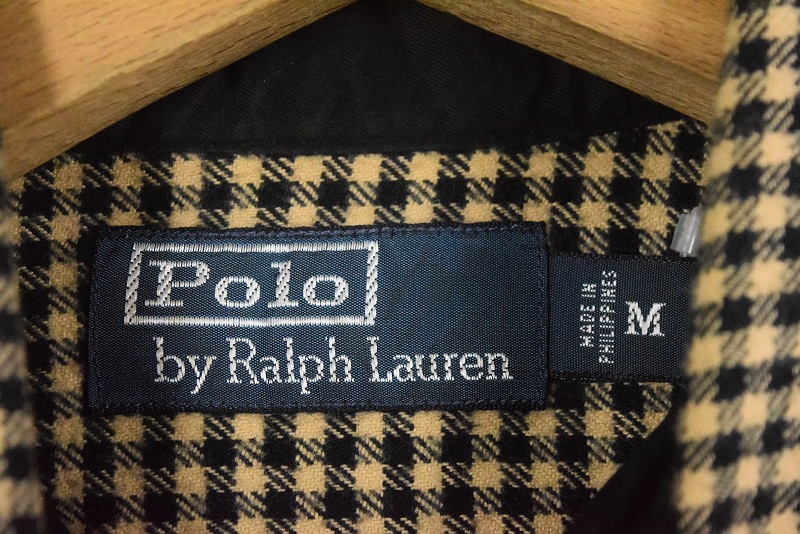 Polo
by Ralph Lauren
MADE IN
PHILIPPINES
M